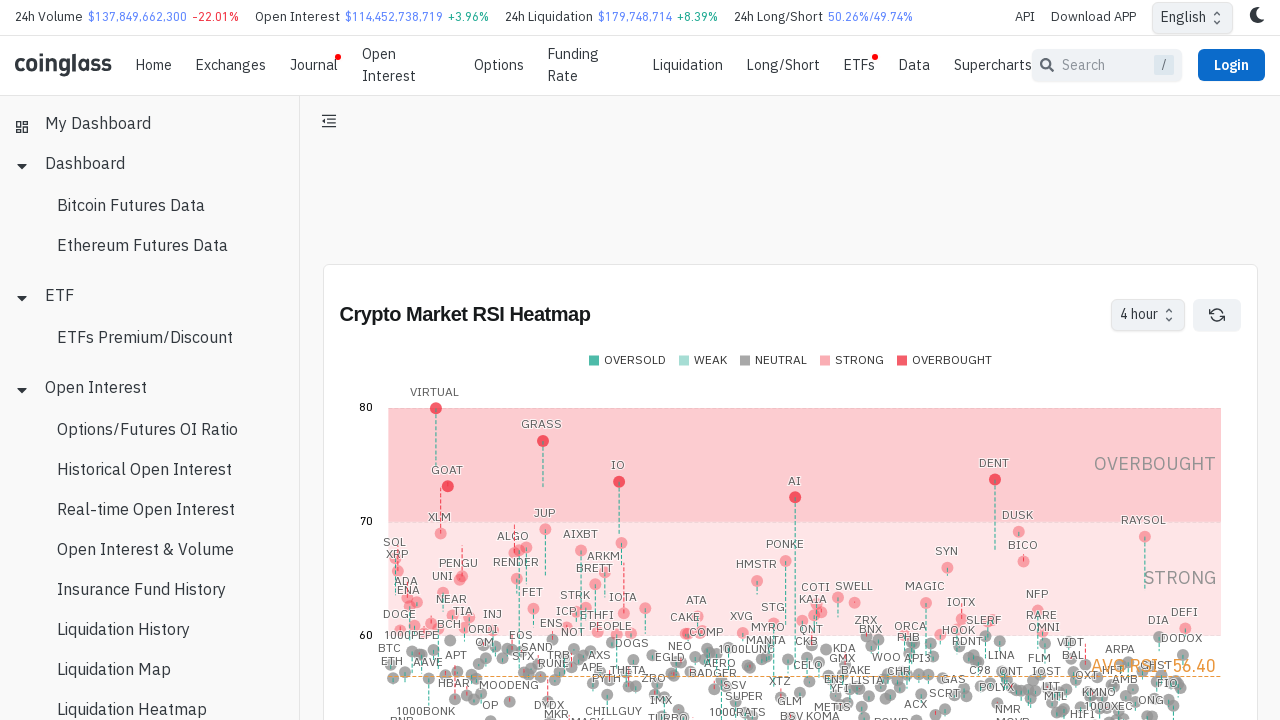 24h Volume $137,849,662,300 -22.01% Open Interest $114,452,738,719 +3.96% 24h Liquidation $179,748,714 +8.39% 24h Long/Short 50.26%/49.74% API Download APP English
coinglass Home Exchanges Journal Open Interest Options Funding Rate Liquidation Long/Short ETFs Data Supercharts Search / Login
My Dashboard
Dashboard
Bitcoin Futures Data
Ethereum Futures Data
ETF
ETFs Premium/Discount
Open Interest
Options/Futures OI Ratio
Historical Open Interest
Real-time Open Interest
Open Interest & Volume
Insurance Fund History
Liquidation History
Liquidation Map
Liquidation Heatmap
Crypto Market RSI Heatmap 4 hour
OVERSOLD WEAK NEUTRAL STRONG OVERBOUGHT
VIRTUAL
80
GRASS
OVERBOUGHT
IO
DENT
GOAT
AI
XLM
JUP
DUSK
70
RAYSOL
ALGO
AIXBT
SOL
PONKE
BICO
XRP
ARKM
SYN
RENDER
PENGU
BRETT
HMSTR
UNI
STRONG
ADA
ENA
FET
STRK
COTI
SWELL
MAGIC
NFP
NEAR
IOTA
ATA
KAIA
IOTX
DOGE
TIA
INJ
ICP
ETHFI
CAKE
XVG
STG
RARE
DEFI
BCH
ENS
PEOPLE
MYRO
ZRX
SLERF
DIA
60
1000PEPE
ORDI
EOS
NOT
COMP
MANTA
QNT
BNX
ORCA
HOOK
OMNI
DODOX
BTC
OM
SAND
DOGS
NEO
1000LUNC
CKB
KDA
PHB
RDNT
VIDT
ARPA
ETH
AAVE
APT
STX
TRB
AXS
EGLD
AERO
CELO
GMX
WOO
API3
LINA
FLM
BAL
RUNE
APE
THETA
BADGER
BAKE
CHR
C98
IOST
AVG RSI : 56.40
HBAR
MOODENG
PYTH
ZRO
SSV
XTZ
ENJ
LISTA
GAS
POLYX
LIT
AMB
FIO
OP
DYDX
IMX
SUPER
GLM
YFI
SCRT
MTL
KMNO
ONG
1000BONK
MKR
CHILLGUY
TURBO
1000RATS
BSV
KOMA
METIS
ACX
NMR
HIFI
1000XEC